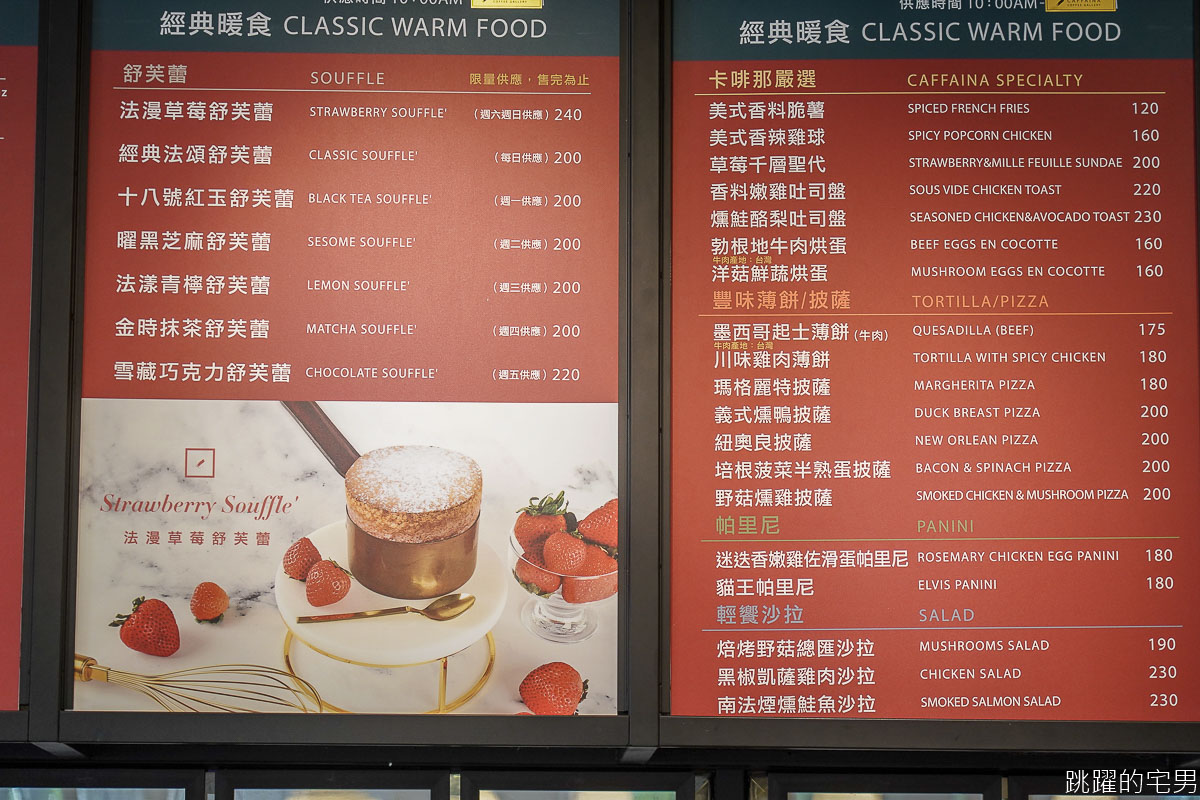 供應時間 10:00AM
經典暖食 CLASSIC WARM FOOD
舒芙蕾 SOUFFLE 限量供應，售完為止
法漫草莓舒芙蕾 STRAWBERRY SOUFFLE' (週六週日供應) 240
經典法頌舒芙蕾 CLASSIC SOUFFLE' (每日供應) 200
十八號紅玉舒芙蕾 BLACK TEA SOUFFLE' (週一供應) 200
曜黑芝麻舒芙蕾 SESOME SOUFFLE' (週二供應) 200
法漾青檸舒芙蕾 LEMON SOUFFLE' (週三供應) 200
金時抹茶舒芙蕾 MATCHA SOUFFLE' (週四供應) 200
雪藏巧克力舒芙蕾 CHOCOLATE SOUFFLE' (週五供應) 220
Strawberry Souffle'
法漫草莓舒芙蕾
供應時間 10:00AM-
CAFFAINA
COFFEE GALLERY
經典暖食 CLASSIC WARM FOOD
卡啡那嚴選 CAFFAINA SPECIALTY
美式香料脆薯 SPICED FRENCH FRIES 120
美式香辣雞球 SPICY POPCORN CHICKEN 160
草莓千層聖代 STRAWBERRY&MILLE FEUILLE SUNDAE 200
香料嫩雞吐司盤 SOUS VIDE CHICKEN TOAST 220
燻鮭酪梨吐司盤 SEASONED CHICKEN&AVOCADO TOAST 230
勃根地牛肉烘蛋 BEEF EGGS EN COCOTTE 160
牛肉產地：台灣
洋菇鮮蔬烘蛋 MUSHROOM EGGS EN COCOTTE 160
豐味薄餅/披薩 TORTILLA/PIZZA
墨西哥起士薄餅 (牛肉) QUESADILLA (BEEF) 175
牛肉產地：台灣
川味雞肉薄餅 TORTILLA WITH SPICY CHICKEN 180
瑪格麗特披薩 MARGHERITA PIZZA 180
義式燻鴨披薩 DUCK BREAST PIZZA 200
紐奧良披薩 NEW ORLEAN PIZZA 200
培根菠菜半熟蛋披薩 BACON & SPINACH PIZZA 200
野菇燻雞披薩 SMOKED CHICKEN & MUSHROOM PIZZA 200
帕里尼 PANINI
迷迭香嫩雞佐滑蛋帕里尼 ROSEMARY CHICKEN EGG PANINI 180
貓王帕里尼 ELVIS PANINI 180
輕饗沙拉 SALAD
焙烤野菇總匯沙拉 MUSHROOMS SALAD 190
黑椒凱薩雞肉沙拉 CHICKEN SALAD 230
南法煙燻鮭魚沙拉 SMOKED SALMON SALAD 230
跳躍的宅男